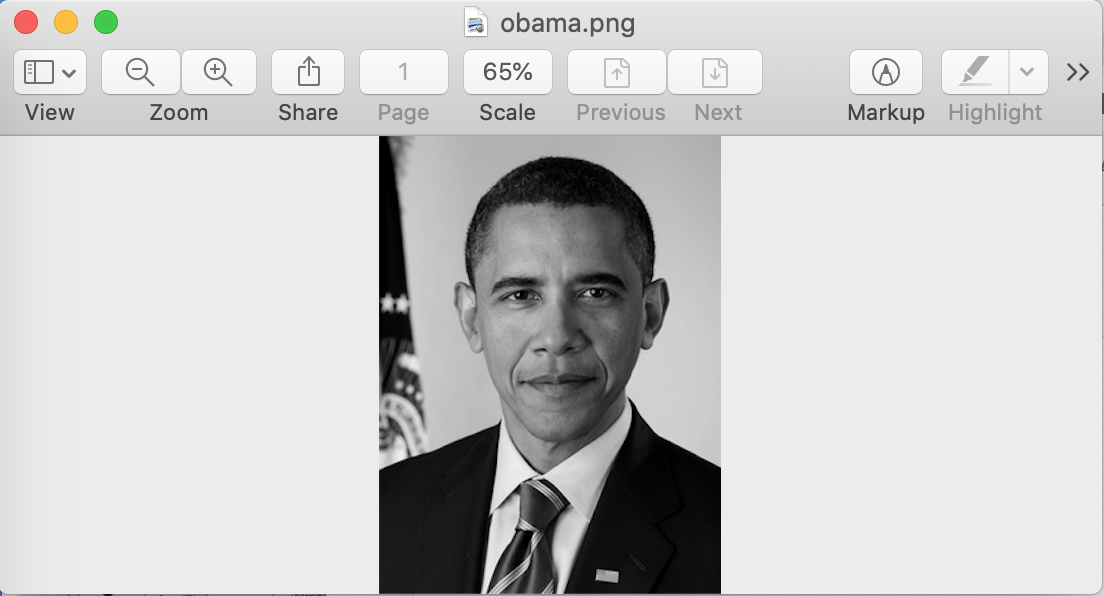 obama.png
65%
1
View
Zoom
Share
Page
Scale
Previous
Next
Markup
Highlight